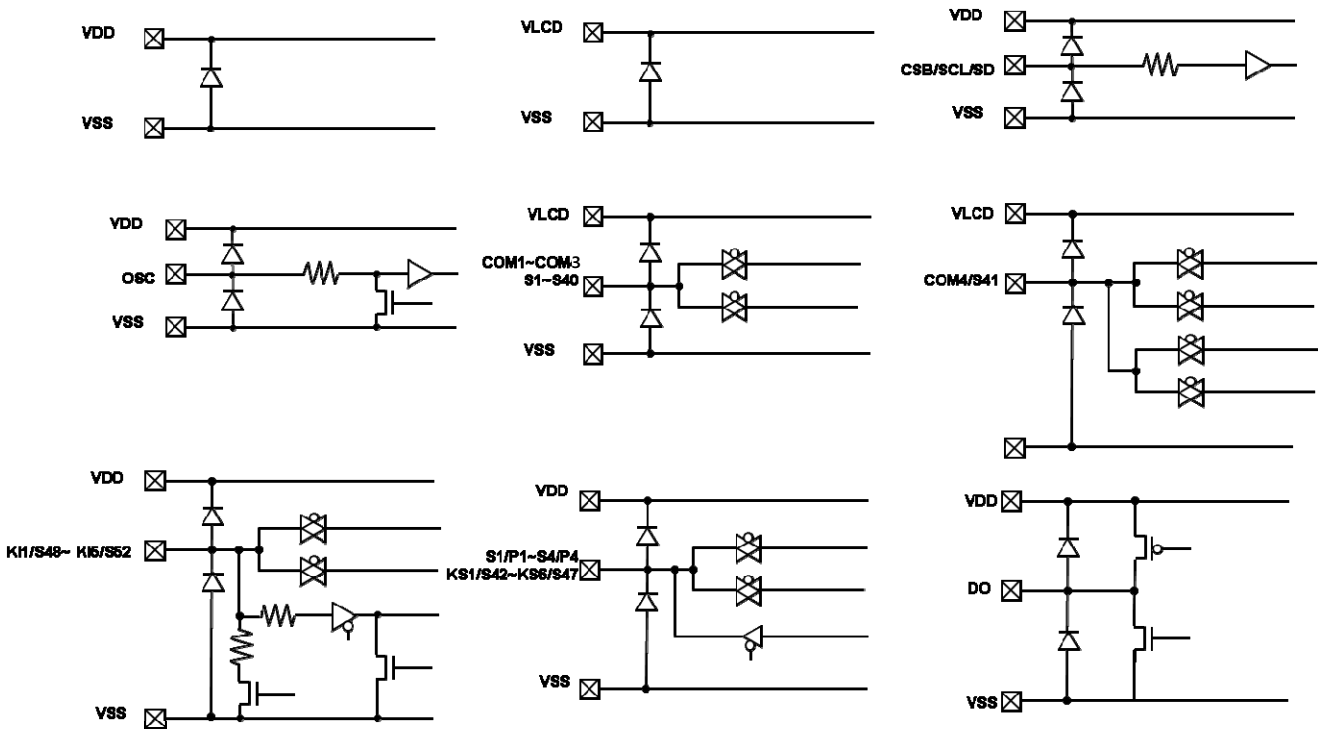 VDD
VSS
VLCD
VSS
VDD
CSB/SCL/SD
VSS
VDD
OSC
VSS
VLCD
COM1~COM3
S1~S40
VSS
VLCD
COM4/S41
VDD
KI1/S48~ KI5/S52
VSS
VDD
S1/P1~S4/P4
KS1/S42~KS6/S47
VSS
VDD
DO
VSS